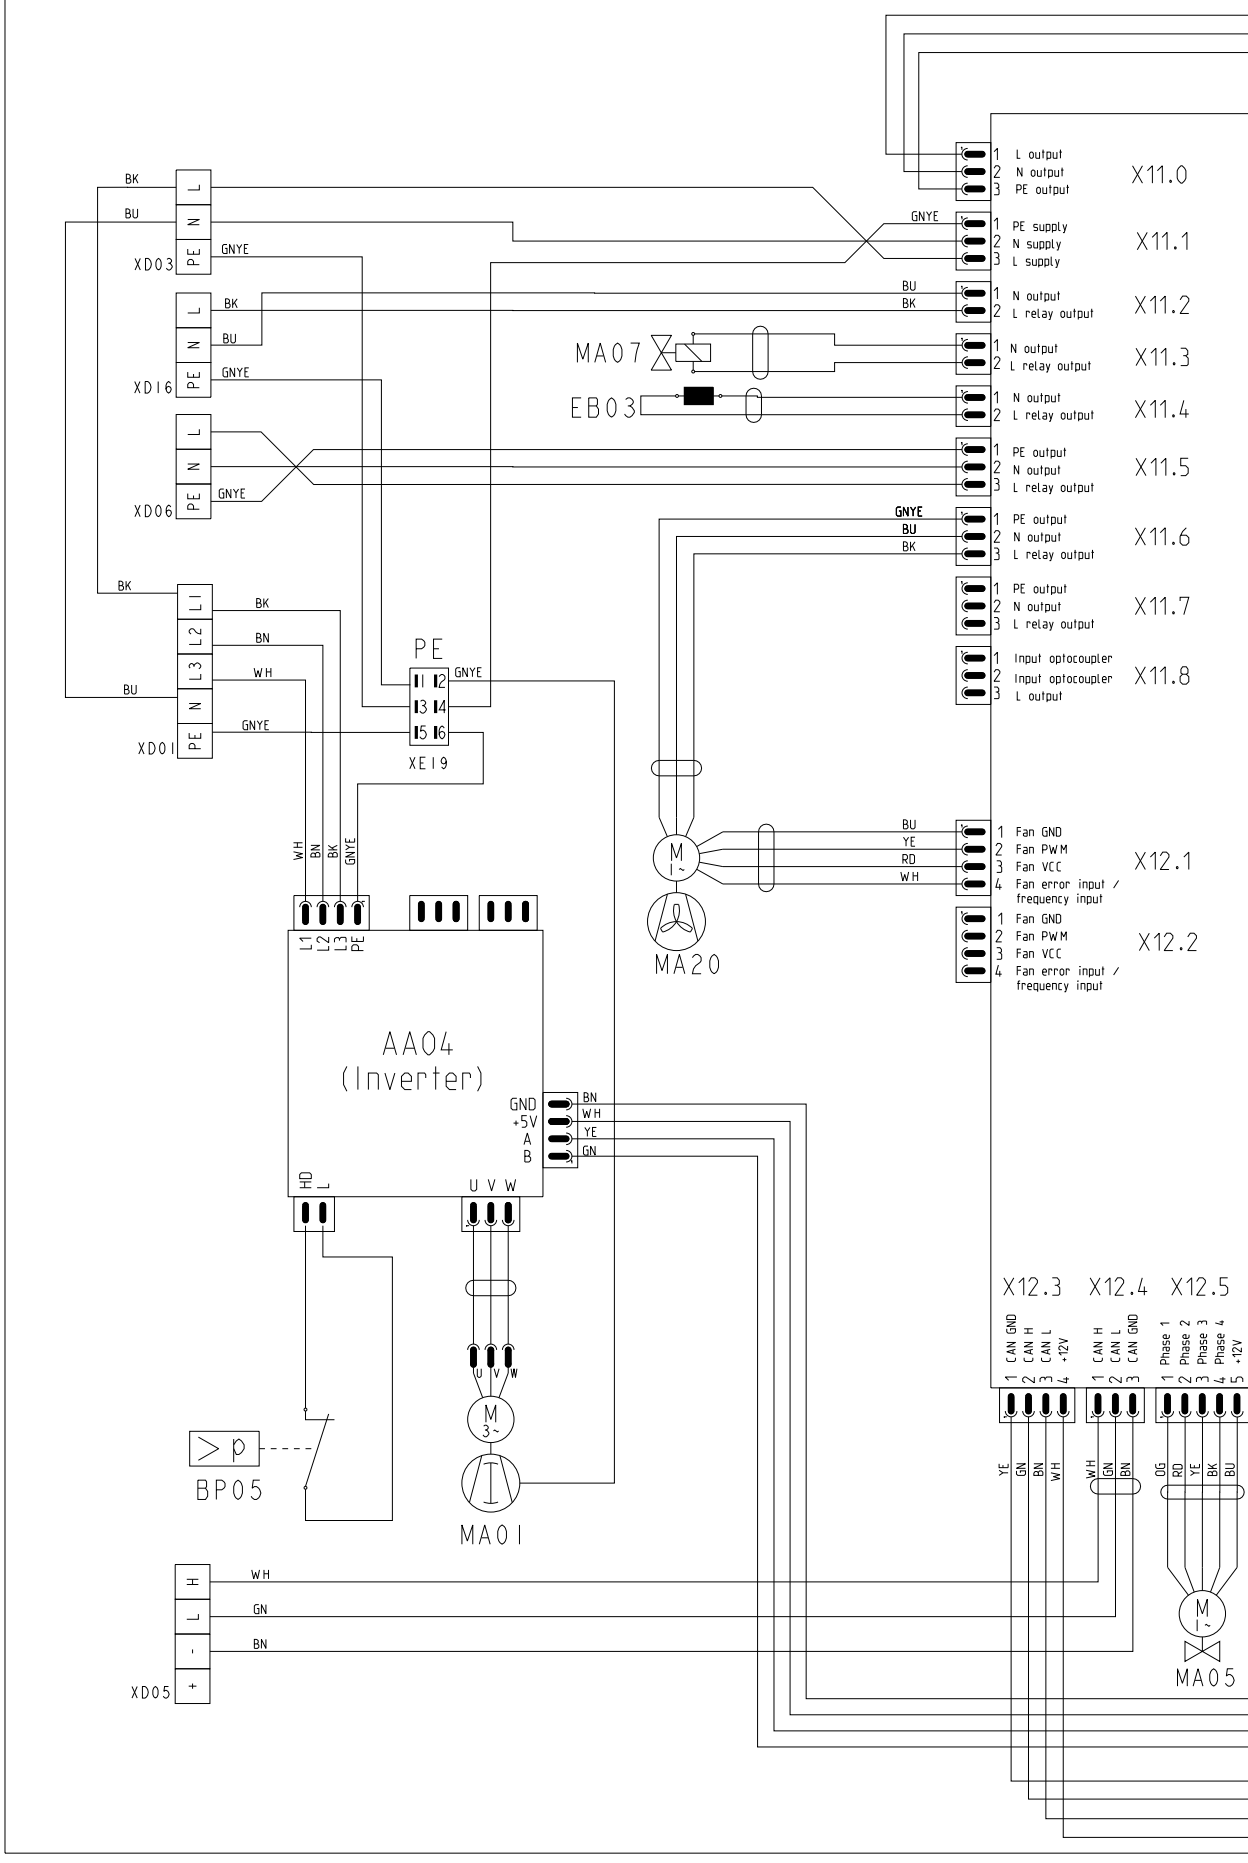 1 L output
2 N output
3 PE output
X11.0
BK
L
BU
N
GNYE
PE
XD03
GNYE
1 PE supply
2 N supply
3 L supply
X11.1
L
BK
N
BU
PE
GNYE
XD16
BU
BK
1 N output
2 L relay output
X11.2
MA07
1 N output
2 L relay output
X11.3
EB03
1 N output
2 L relay output
X11.4
L
N
PE
GNYE
XD06
1 PE output
2 N output
3 L relay output
X11.5
GNYE
BU
BK
1 PE output
2 N output
3 L relay output
X11.6
1 PE output
2 N output
3 L relay output
X11.7
1 Input optocoupler
2 Input optocoupler
3 L output
X11.8
BK
L1
BK
L2
BN
L3
WH
BU
N
PE
GNYE
XD01
PE
1 2
3 4
5 6
GNYE
XE19
WH
BN
BK
GNYE
L1
L2
L3
PE
M
1~
MA20
BU
YE
RD
WH
1 Fan GND
2 Fan PWM
3 Fan VCC
4 Fan error input /
frequency input
X12.1
1 Fan GND
2 Fan PWM
3 Fan VCC
4 Fan error input /
frequency input
X12.2
AA04
(Inverter)
GND
+5V
A
B
BN
WH
YE
GN
HD
L
U V W
U V W
M
3~
MA01
>p
BP05
X12.3
1 CAN GND
2 CAN H
3 CAN L
4 +12V
YE
GN
BN
WH
X12.4
1 CAN H
2 CAN L
3 CAN GND
WH
GN
BN
X12.5
1 Phase 1
2 Phase 2
3 Phase 3
4 Phase 4
5 +12V
OG
RD
YE
BK
BU
M
1~
MA05
H
WH
L
GN
-
BN
+
XD05